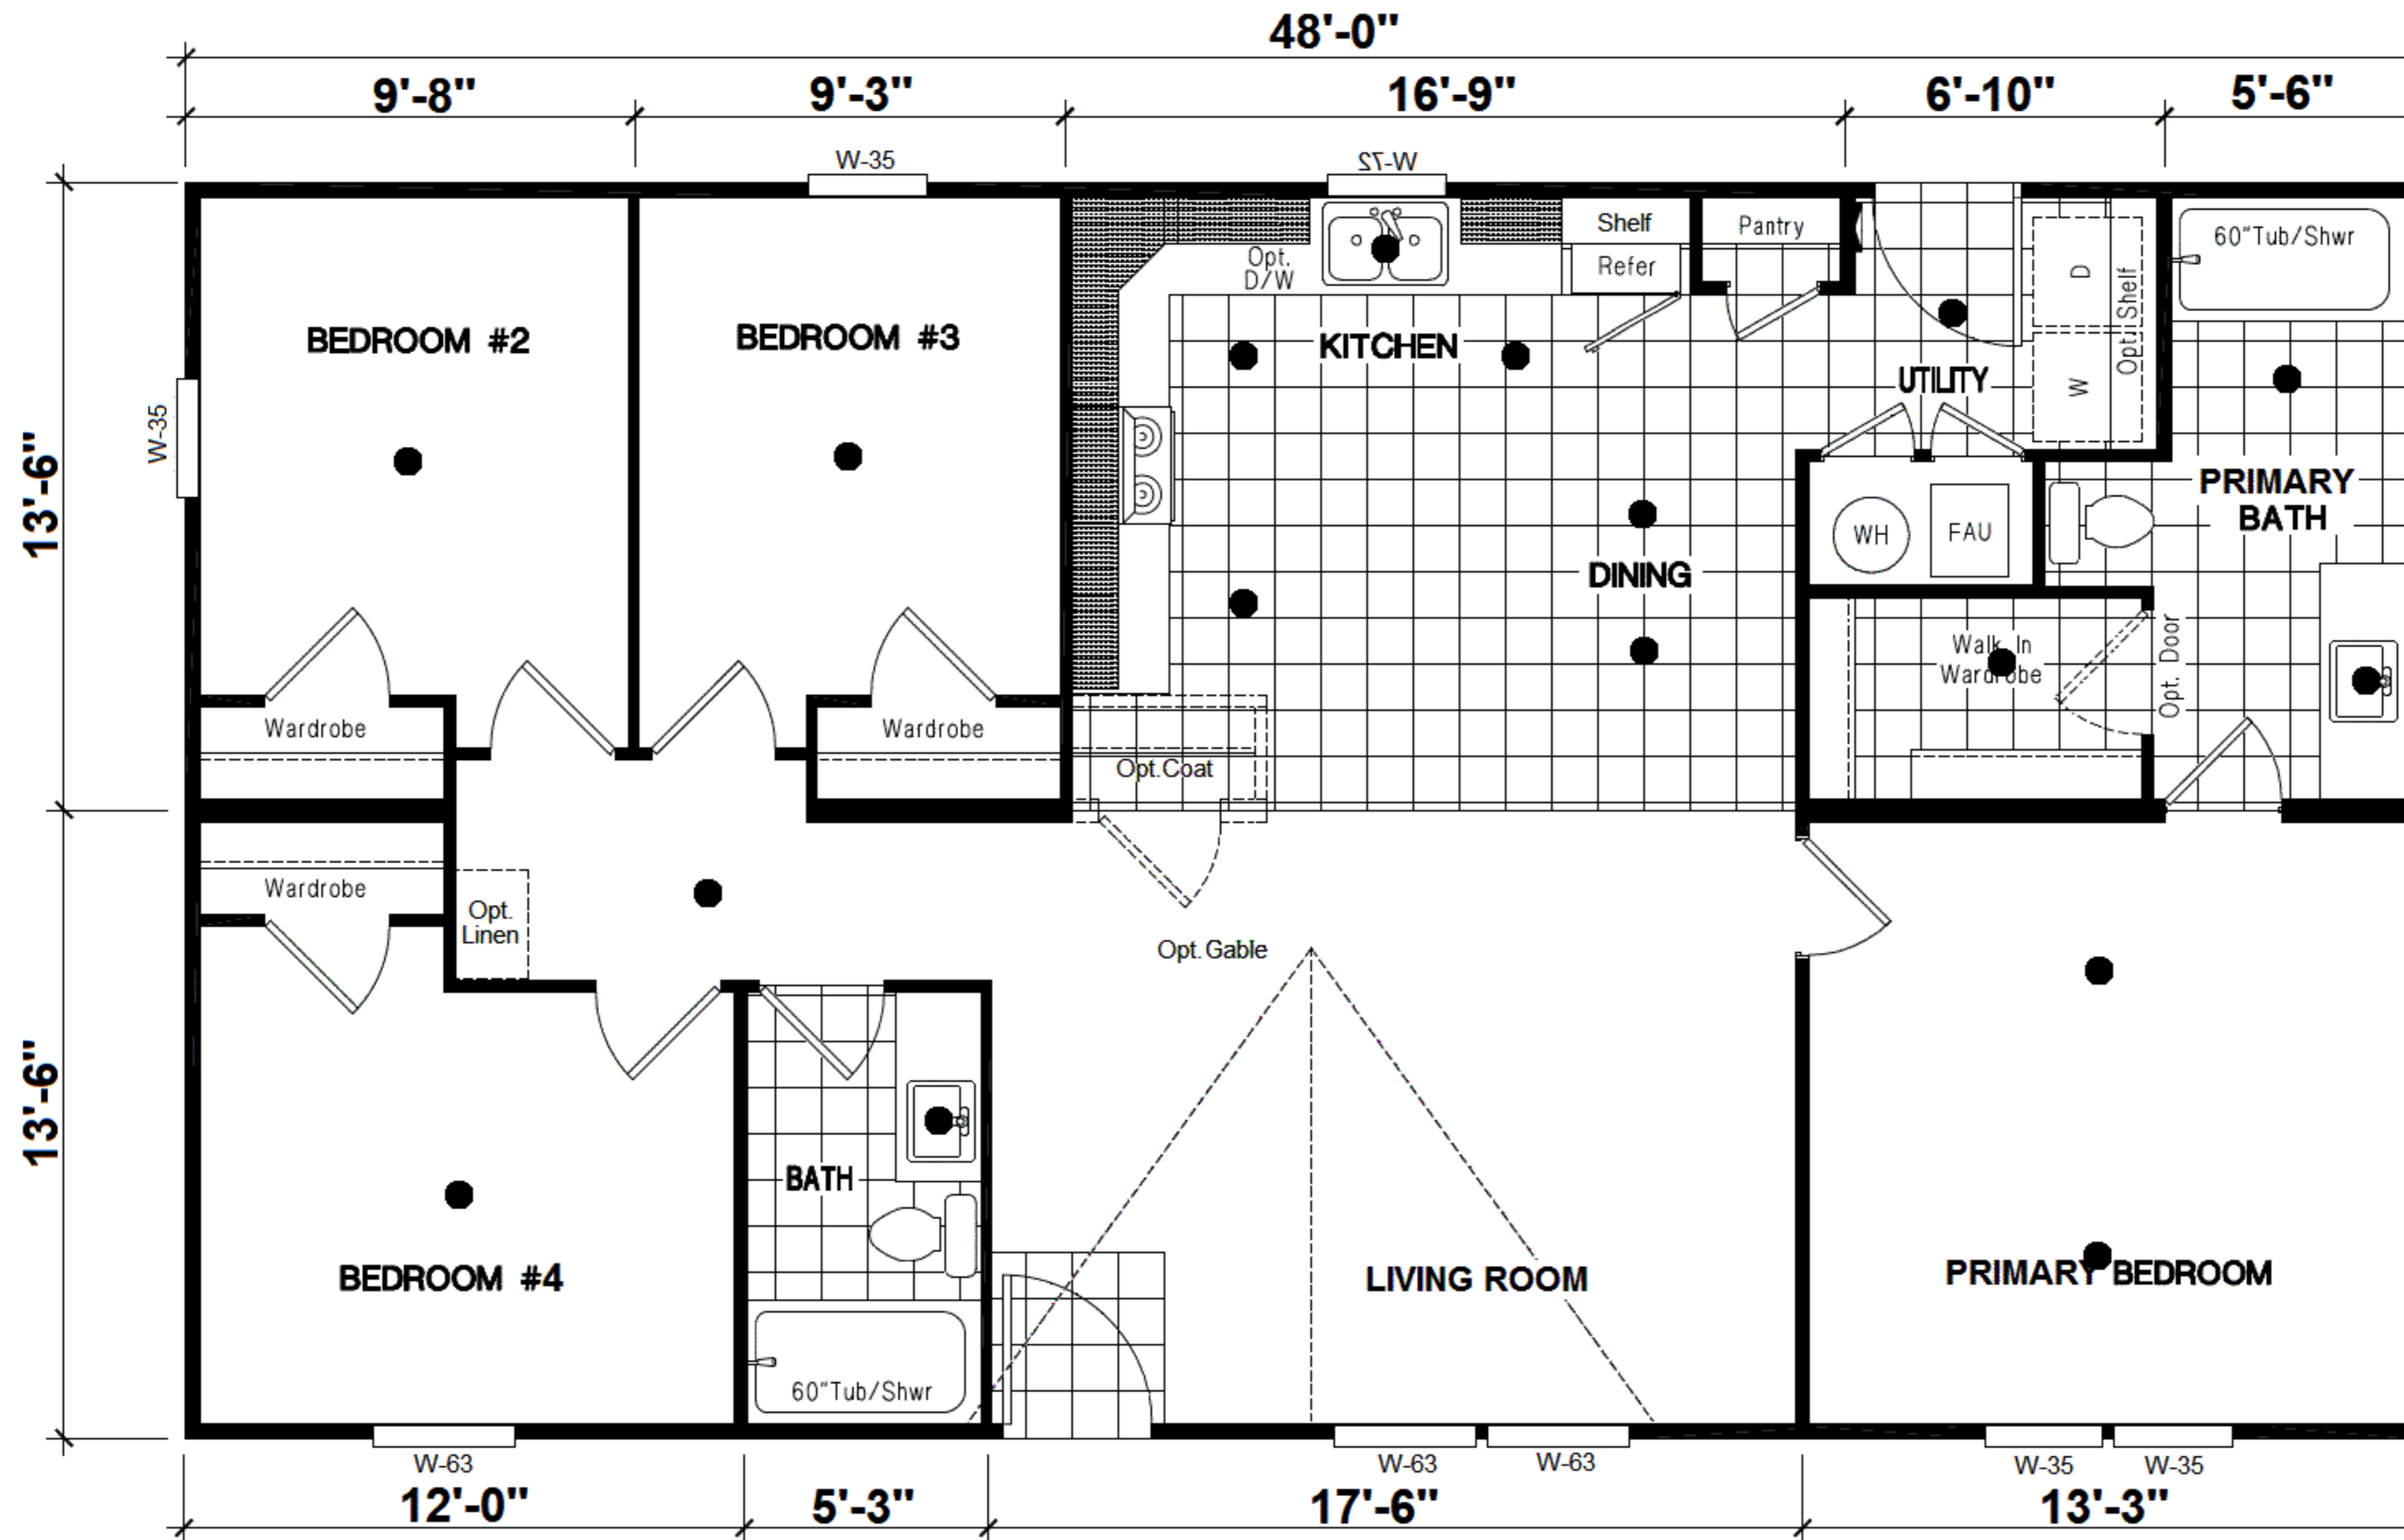 48'-0"
9'-8"
9'-3"
16'-9"
6'-10"
5'-6"
W-35
W-27
Shelf
Pantry
60"Tub/Shwr
Opt.
D/W
Refer
D
Opt. Shelf
BEDROOM #2
BEDROOM #3
KITCHEN
UTILITY
W
W-35
13'-6"
PRIMARY
BATH
WH
FAU
DINING
Walk In
Wardrobe
Opt. Door
Wardrobe
Wardrobe
Opt.Coat
Wardrobe
Opt.
Linen
Opt.Gable
13'-6"
BATH
BEDROOM #4
LIVING ROOM
PRIMARY BEDROOM
60"Tub/Shwr
W-63
W-63
W-63
W-35
W-35
12'-0"
5'-3"
17'-6"
13'-3"